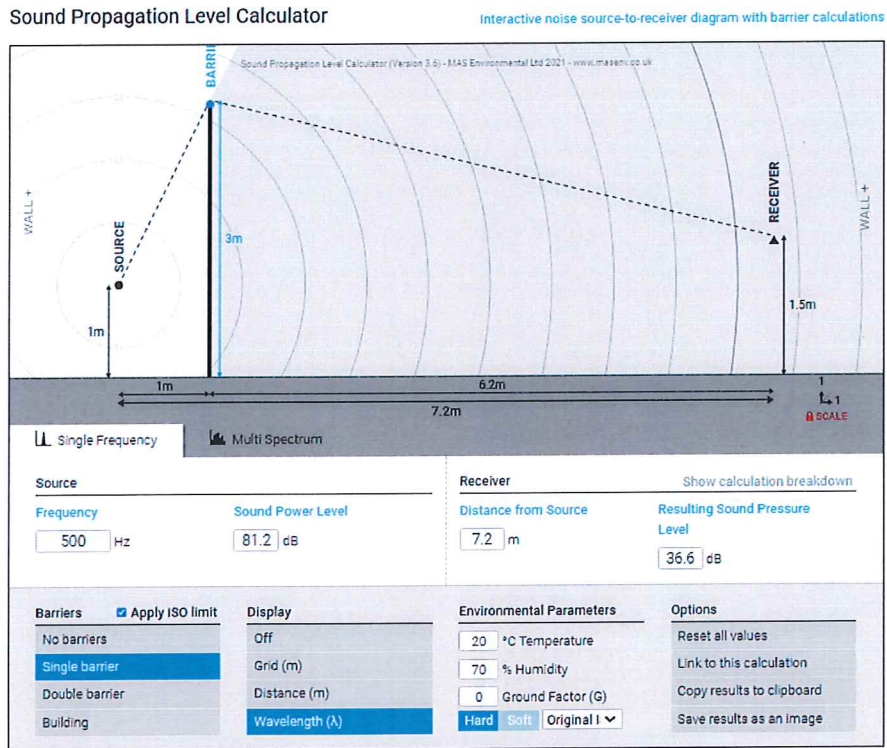 Sound Propagation Level Calculator
Interactive noise source-to-receiver diagram with barrier calculations
Sound Propagation Level Calculator (Version 3.6) - MAS Environmental Ltd 2021 - www.masenv.co.uk
BARRI
WALL +
SOURCE
3m
RECEIVER
WALL +
1m
1.5m
1m
6.2m
7.2m
1
1
SCALE
Single Frequency
Multi Spectrum
Source
Receiver
Show calculation breakdown
Frequency
Sound Power Level
Distance from Source
Resulting Sound Pressure
Level
500 Hz
81.2 dB
7.2 m
36.6 dB
Barriers
Apply ISO limit
Display
Environmental Parameters
Options
No barriers
Off
20 °C Temperature
Reset all values
Single barrier
Grid (m)
70 % Humidity
Link to this calculation
Double barrier
Distance (m)
0 Ground Factor (G)
Copy results to clipboard
Building
Wavelength (λ)
Hard Soft Original
Save results as an image